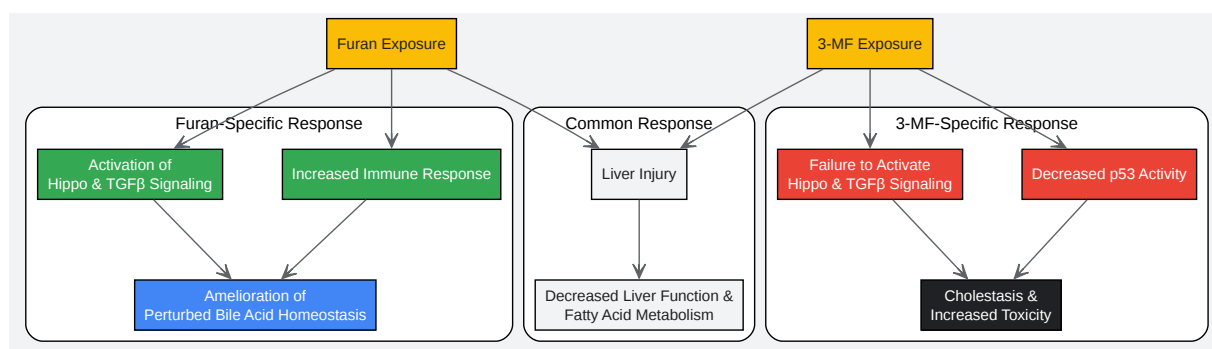 Furan Exposure
3-MF Exposure
Furan-Specific Response
Common Response
3-MF-Specific Response
Activation of
Hippo & TGFβ Signaling
Increased Immune Response
Liver Injury
Failure to Activate
Hippo & TGFβ Signaling
Decreased p53 Activity
Amelioration of
Perturbed Bile Acid Homeostasis
Decreased Liver Function &
Fatty Acid Metabolism
Cholestasis &
Increased Toxicity